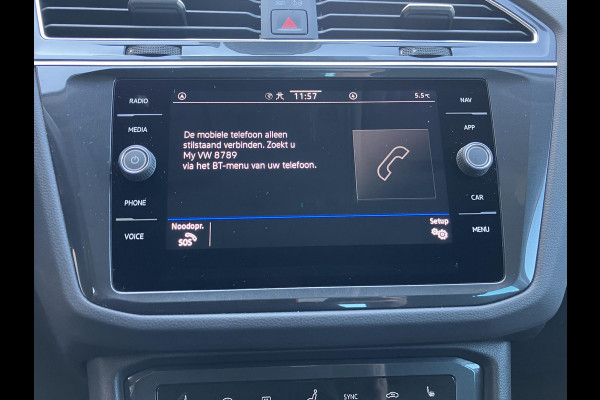 RADIO
MEDIA
PHONE
VOICE
11:57
5.5°C
De mobiele telefoon alleen
stilstaand verbinden. Zoekt u
My VW 8789
via het BT-menu van uw telefoon.
Noodopr.
SOS
Setup
NAV
APP
CAR
MENU
SYNC